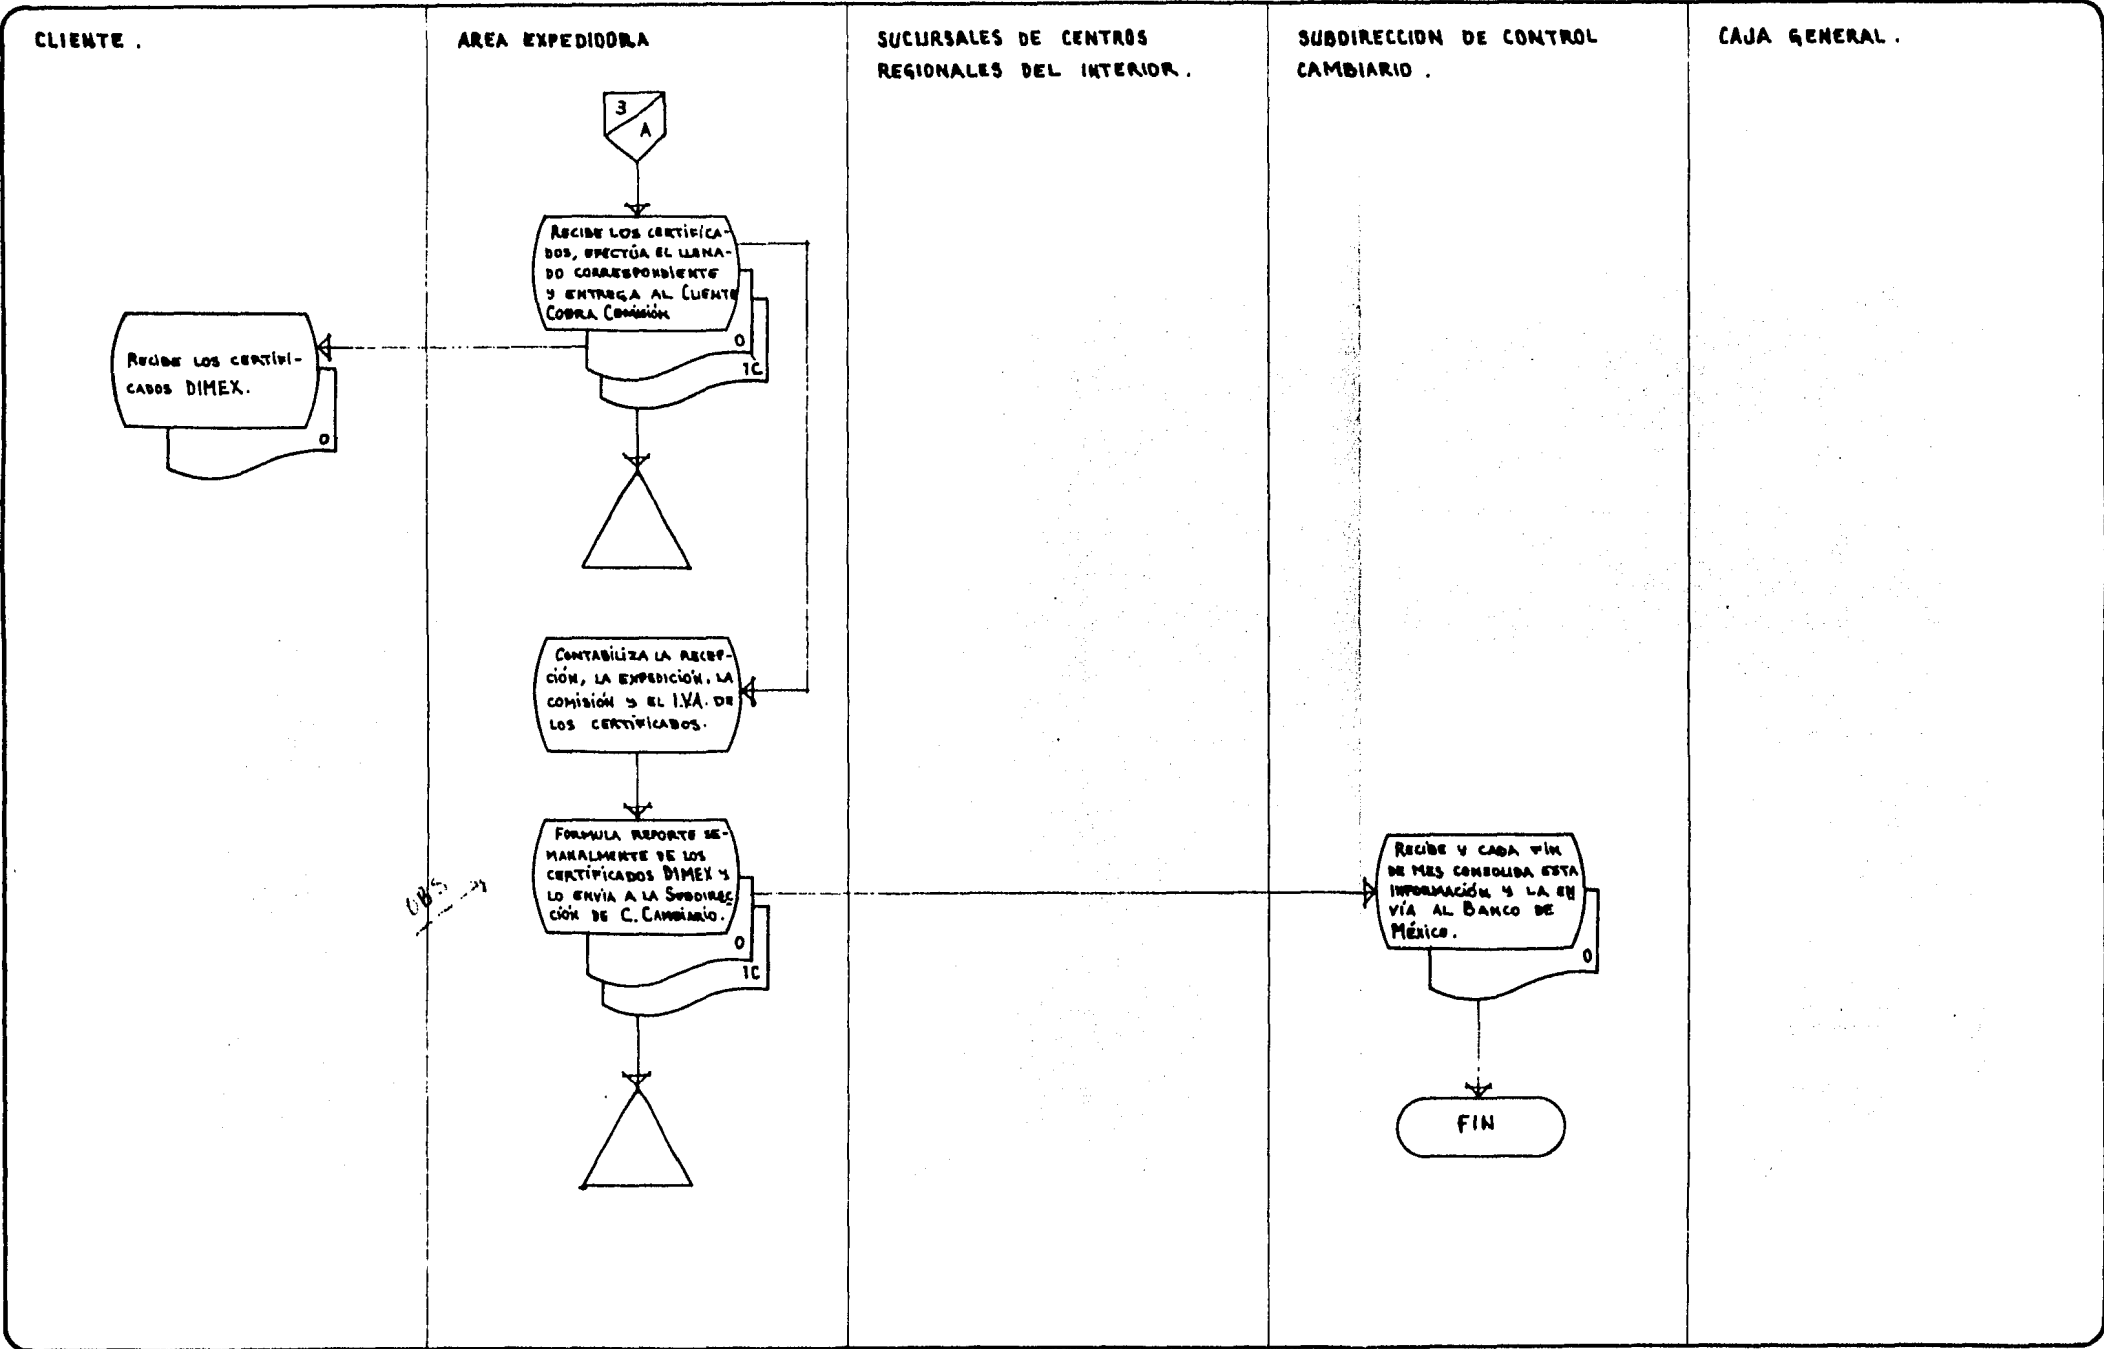 CLIENTE.
AREA EXPEDIDORA
SUCURSALES DE CENTROS
REGIONALES DEL INTERIOR.
SUBDIRECCION DE CONTROL
CAMBIARIO.
CAJA GENERAL.
3
A
RECIBE LOS CERTIFICA-
DOS, EFECTÚA EL LLENA-
DO CORRESPONDIENTE
Y ENTREGA AL CLIENTE
COBRA COMISIÓN
O
1C
RECIBE LOS CERTIFI-
CADOS DIMEX.
O
CONTABILIZA LA RECEP-
CIÓN, LA EXPEDICIÓN, LA
COMISIÓN Y EL I.V.A. DE
LOS CERTIFICADOS.
FORMULA REPORTE SE-
MANALMENTE DE LOS
CERTIFICADOS DIMEX Y
LO ENVIA A LA SUBDIREC
CIÓN DE C. CAMBIARIO.
O
1C
OBS
RECIBE Y CADA FIN
DE MES CONSOLIDA ESTA
INFORMACIÓN Y LA EN
VÍA AL BANCO DE
MÉXICO.
O
FIN